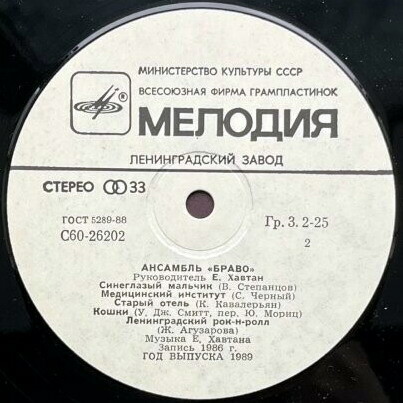 МИНИСТЕРСТВО КУЛЬТУРЫ СССР
ВСЕСОЮЗНАЯ ФИРМА ГРАМПЛАСТИНОК
®
МЕЛОДИЯ
ЛЕНИНГРАДСКИЙ ЗАВОД
СТЕРЕО 33
ГОСТ 5289-88
С60-26202
Гр. 3. 2-25
2
АНСАМБЛЬ «БРАВО»
Руководитель Е. Хавтан
Синеглазый мальчик (В. Степанцов)
Медицинский институт (С. Черный)
Старый отель (К. Кавалерьян)
Кошки (У. Дж. Смитт, пер. Ю. Мориц)
Ленинградский рок-н-ролл
(Ж. Агузарова)
Музыка Е. Хавтана
Запись 1986 г.
ГОД ВЫПУСКА 1989